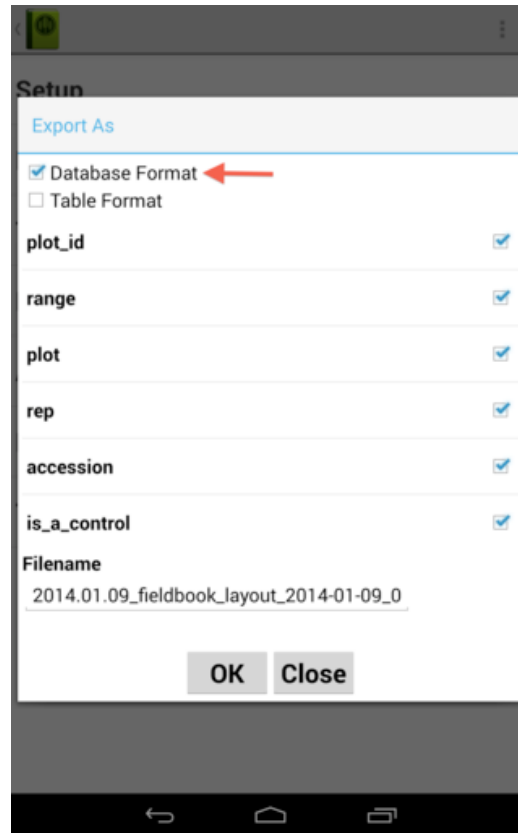 Setup
Export As
Database Format
Table Format
plot_id
range
plot
rep
accession
is_a_control
Filename
2014.01.09_fieldbook_layout_2014-01-09_0
OK Close